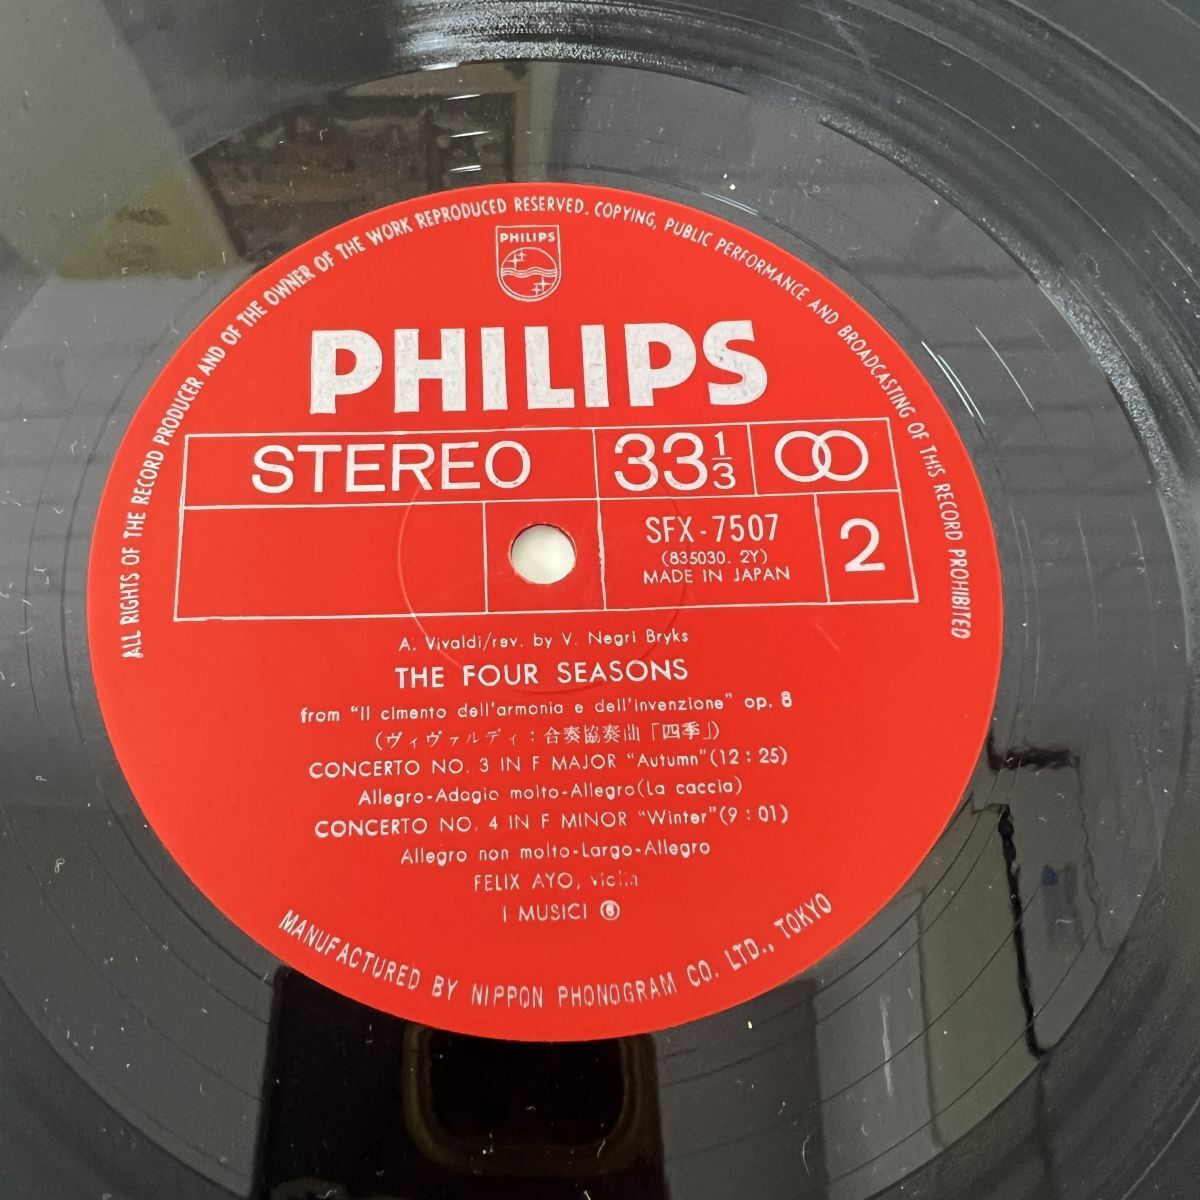 ALL RIGHTS OF THE RECORD PRODUCER AND OF THE OWNER OF THE WORK REPRODUCED RESERVED. COPYING, PUBLIC PERFORMANCE AND BROADCASTING OF THIS RECORD PROHIBITED
PHILIPS
PHILIPS
STEREO 33 1/3
SFX-7507
(835030. 2Y)
MADE IN JAPAN
2
A. Vivaldi/rev. by V. Negri Bryks
THE FOUR SEASONS
from "Il cimento dell'armonia e dell'invenzione" op. 8
(ヴィヴァルディ:合奏協奏曲「四季」)
CONCERTO NO. 3 IN F MAJOR "Autumn"(12:25)
Allegro-Adagio molto-Allegro(La caccia)
CONCERTO NO. 4 IN F MINOR "Winter"(9:01)
Allegro non molto-Largo-Allegro
FELIX AYO, violin
I MUSICI
MANUFACTURED BY NIPPON PHONOGRAM CO. LTD., TOKYO